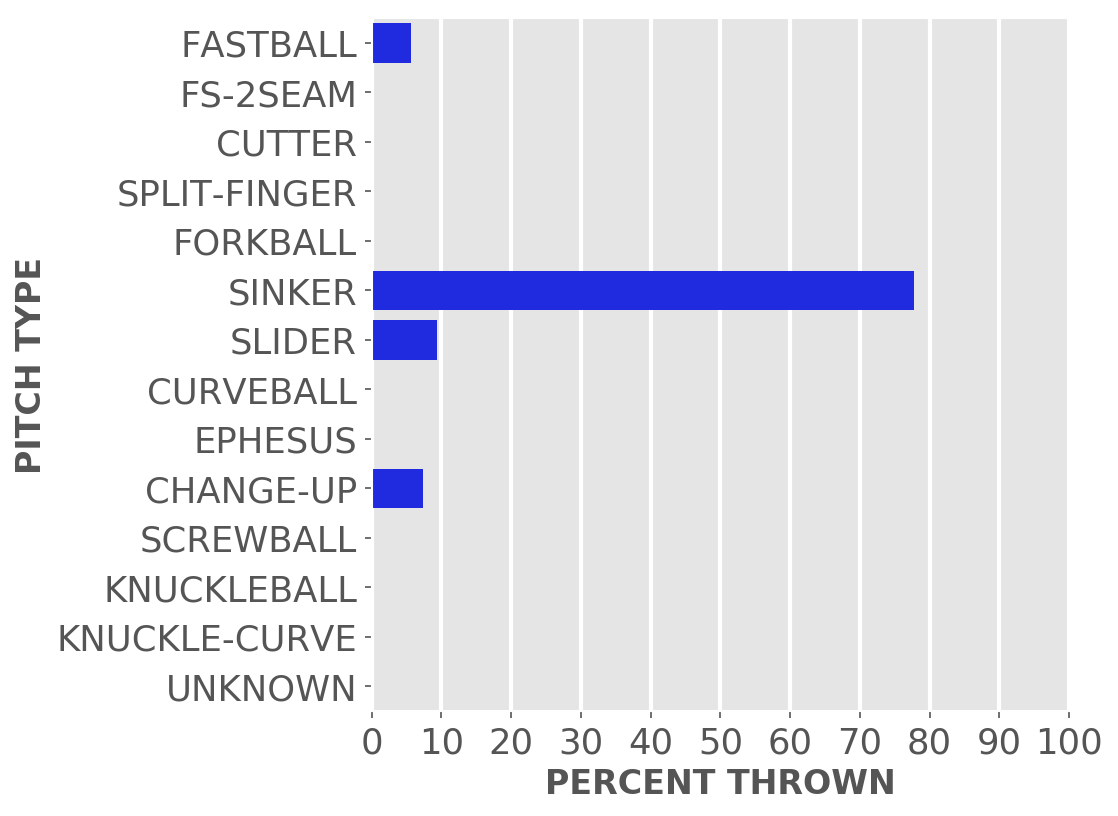 FASTBALL
FS-2SEAM
CUTTER
SPLIT-FINGER
FORKBALL
SINKER
SLIDER
CURVEBALL
EPHESUS
CHANGE-UP
SCREWBALL
KNUCKLEBALL
KNUCKLE-CURVE
UNKNOWN
PITCH TYPE
0 10 20 30 40 50 60 70 80 90 100
PERCENT THROWN